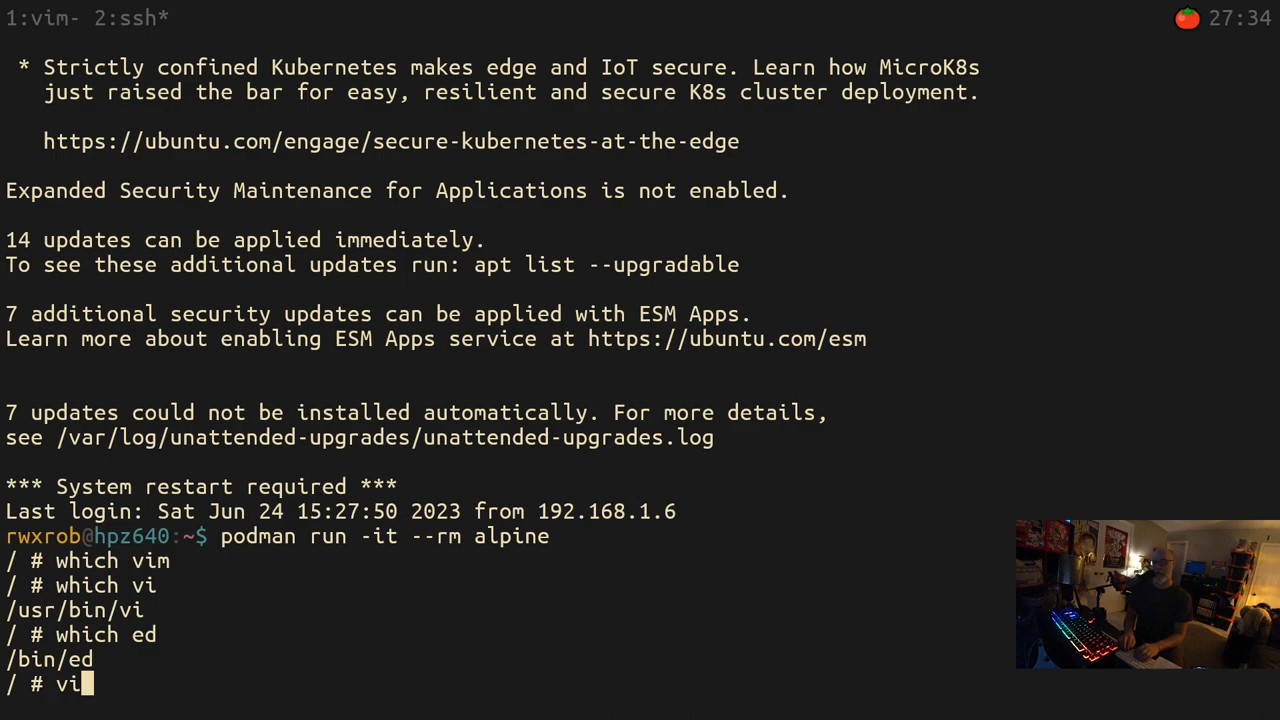 1:vim- 2:ssh*
27:34
* Strictly confined Kubernetes makes edge and IoT secure. Learn how MicroK8s
just raised the bar for easy, resilient and secure K8s cluster deployment.
https://ubuntu.com/engage/secure-kubernetes-at-the-edge
Expanded Security Maintenance for Applications is not enabled.
14 updates can be applied immediately.
To see these additional updates run: apt list --upgradable
7 additional security updates can be applied with ESM Apps.
Learn more about enabling ESM Apps service at https://ubuntu.com/esm
7 updates could not be installed automatically. For more details,
see /var/log/unattended-upgrades/unattended-upgrades.log
*** System restart required ***
Last login: Sat Jun 24 15:27:50 2023 from 192.168.1.6
rwxrob@hpz640:~$ podman run -it --rm alpine
/ # which vim
/ # which vi
/usr/bin/vi
/ # which ed
/bin/ed
/ # vi